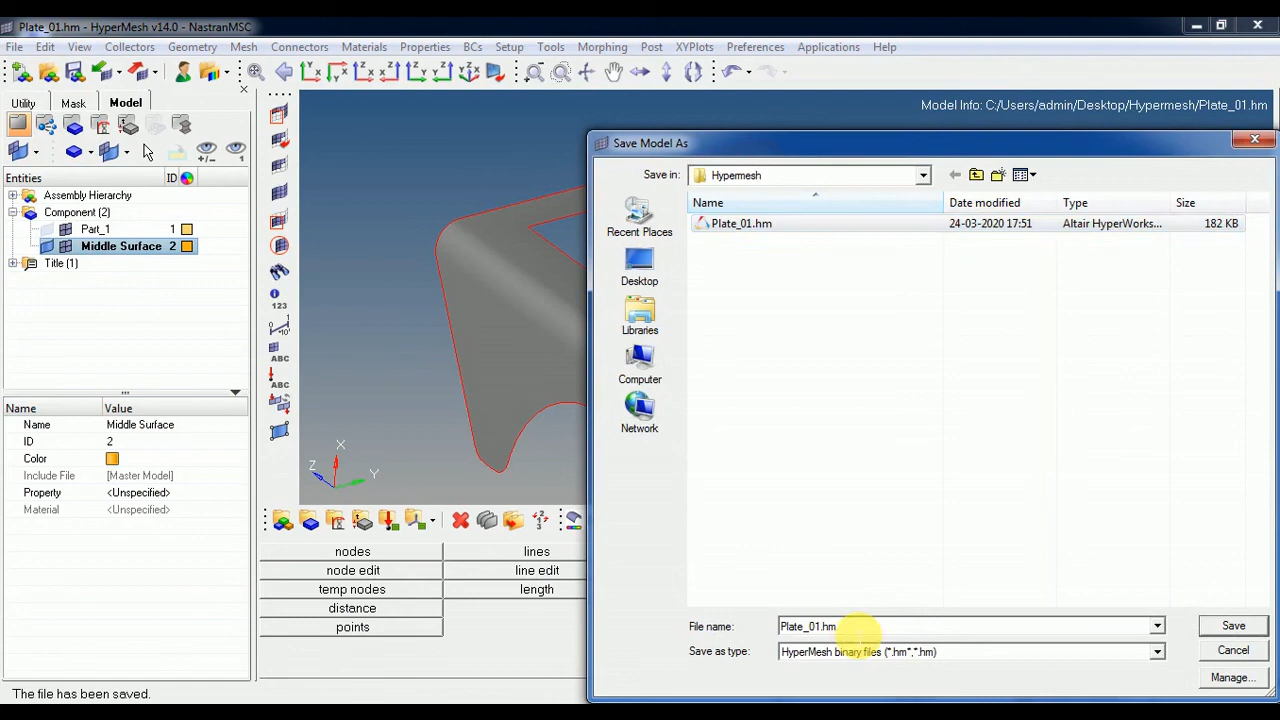 Plate_01.hm - HyperMesh v14.0 - NastranMSC
File Edit View Collectors Geometry Mesh Connectors Materials Properties BCs Setup Tools Morphing Post XYPlots Preferences Applications Help
Utility Mask Model
Model Info: C:/Users/admin/Desktop/Hypermesh/Plate_01.hm
Entities ID
Assembly Hierarchy
Component (2)
Part_1 1
Middle Surface 2
Title (1)
Name Value
Name Middle Surface
ID 2
Color
Include File [Master Model]
Property <Unspecified>
Material <Unspecified>
123
ABC
ABC
X
Z Y
nodes lines
node edit line edit
temp nodes length
distance
points
Save Model As
Save in: Hypermesh
Name Date modified Type Size
Plate_01.hm 24-03-2020 17:51 Altair HyperWorks... 182 KB
Recent Places
Desktop
Libraries
Computer
Network
File name: Plate_01.hm Save
Save as type: HyperMesh binary files (*.hm*,*.hm) Cancel
Manage...
The file has been saved.